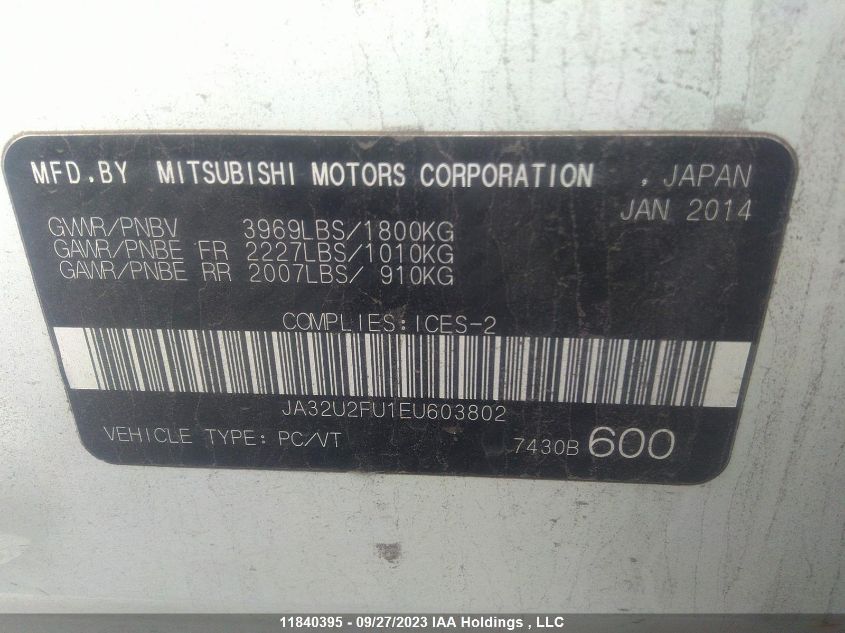 MFD.BY MITSUBISHI MOTORS CORPORATION , JAPAN
JAN 2014
GVWR/PNBV 3969LBS/1800KG
GAWR/PNBE FR 2227LBS/1010KG
GAWR/PNBE RR 2007LBS/ 910KG
COMPLIES:ICES-2
JA32U2FU1EU603802
VEHICLE TYPE: PC/VT 7430B 600
11840395 - 09/27/2023 IAA Holdings , LLC